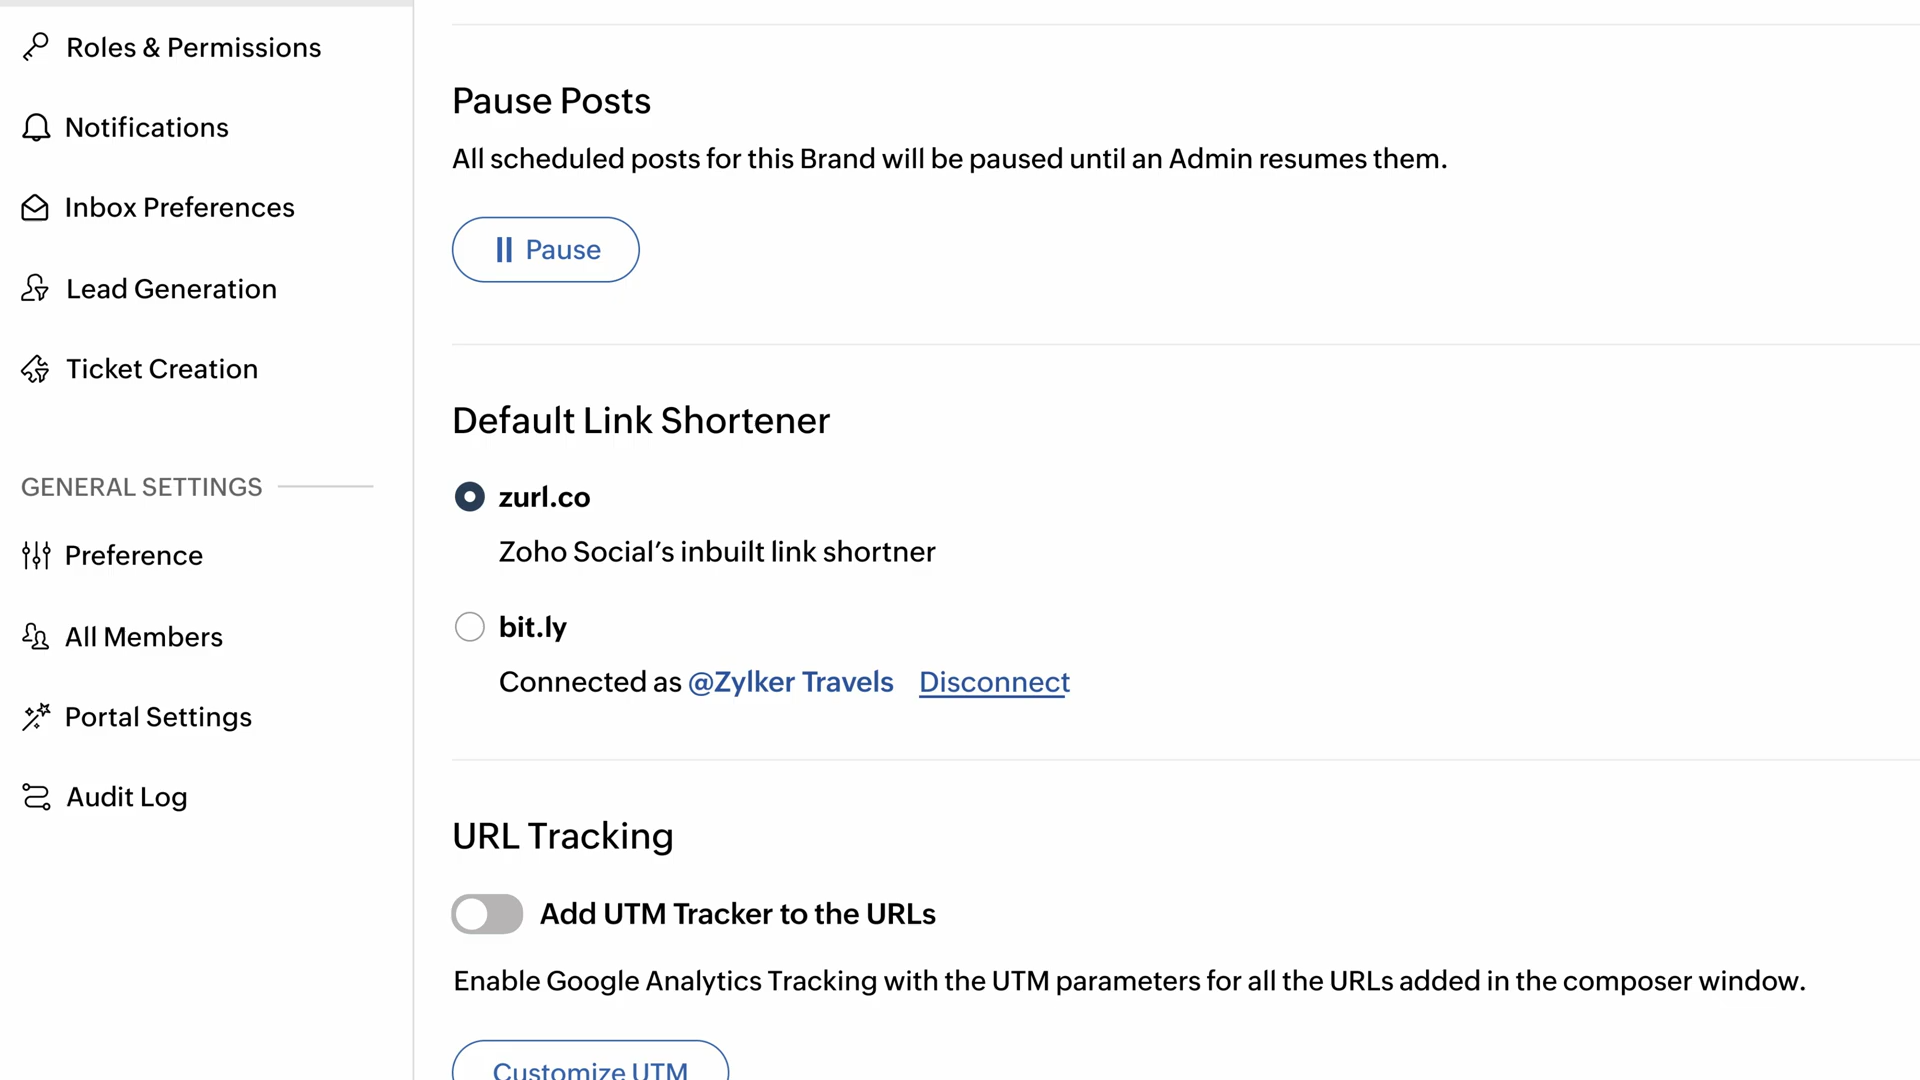 Roles & Permissions
Notifications
Inbox Preferences
Lead Generation
Ticket Creation
GENERAL SETTINGS
Preference
All Members
Portal Settings
Audit Log
Pause Posts
All scheduled posts for this Brand will be paused until an Admin resumes them.
Pause
Default Link Shortener
zurl.co
Zoho Social’s inbuilt link shortner
bit.ly
Connected as @Zylker Travels Disconnect
URL Tracking
Add UTM Tracker to the URLs
Enable Google Analytics Tracking with the UTM parameters for all the URLs added in the composer window.
Customize UTM